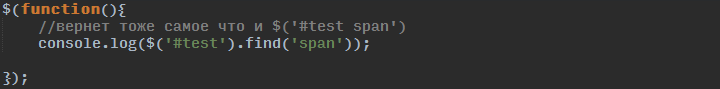 $(function(){
//вернет тоже самое что и $('#test span')
console.log($('#test').find('span'));
});